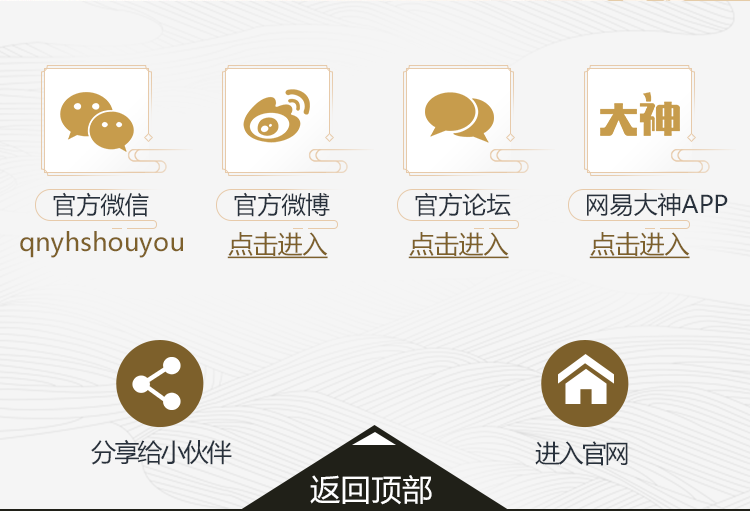 大神
官方微信
官方微博
官方论坛
网易大神APP
qnyhshouyou
点击进入
点击进入
点击进入
分享给小伙伴
进入官网
返回顶部